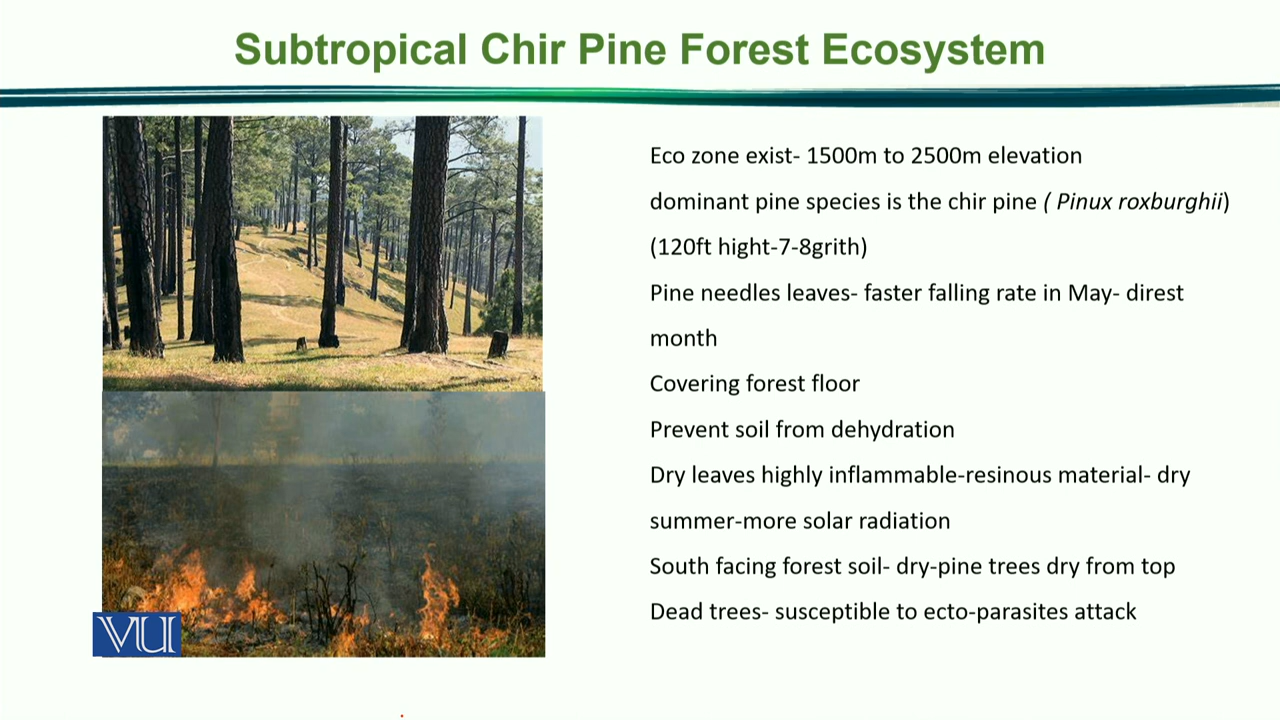 Subtropical Chir Pine Forest Ecosystem
Eco zone exist- 1500m to 2500m elevation
dominant pine species is the chir pine ( Pinux roxburghii)
(120ft hight-7-8grith)
Pine needles leaves- faster falling rate in May- direst
month
Covering forest floor
Prevent soil from dehydration
Dry leaves highly inflammable-resinous material- dry
summer-more solar radiation
South facing forest soil- dry-pine trees dry from top
Dead trees- susceptible to ecto-parasites attack
VU